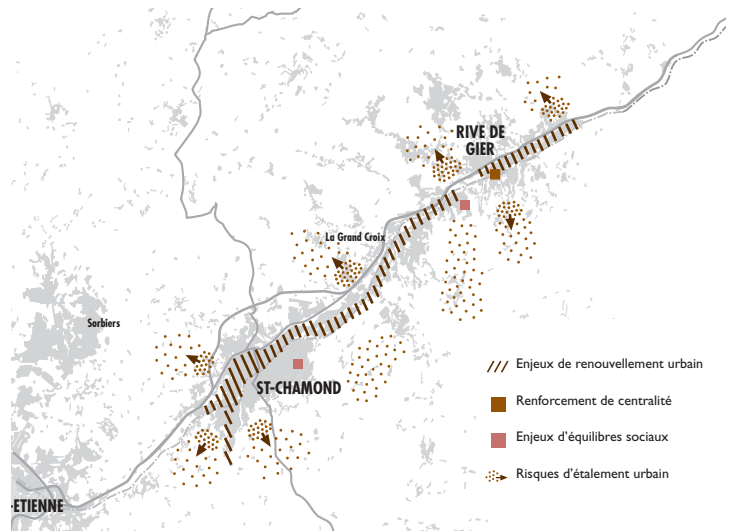 RIVE DE
GIER
La Grand Croix
Sorbiers
ST-CHAMOND
-ETIENNE
Enjeux de renouvellement urbain
Renforcement de centralité
Enjeux d'équilibres sociaux
Risques d'étalement urbain